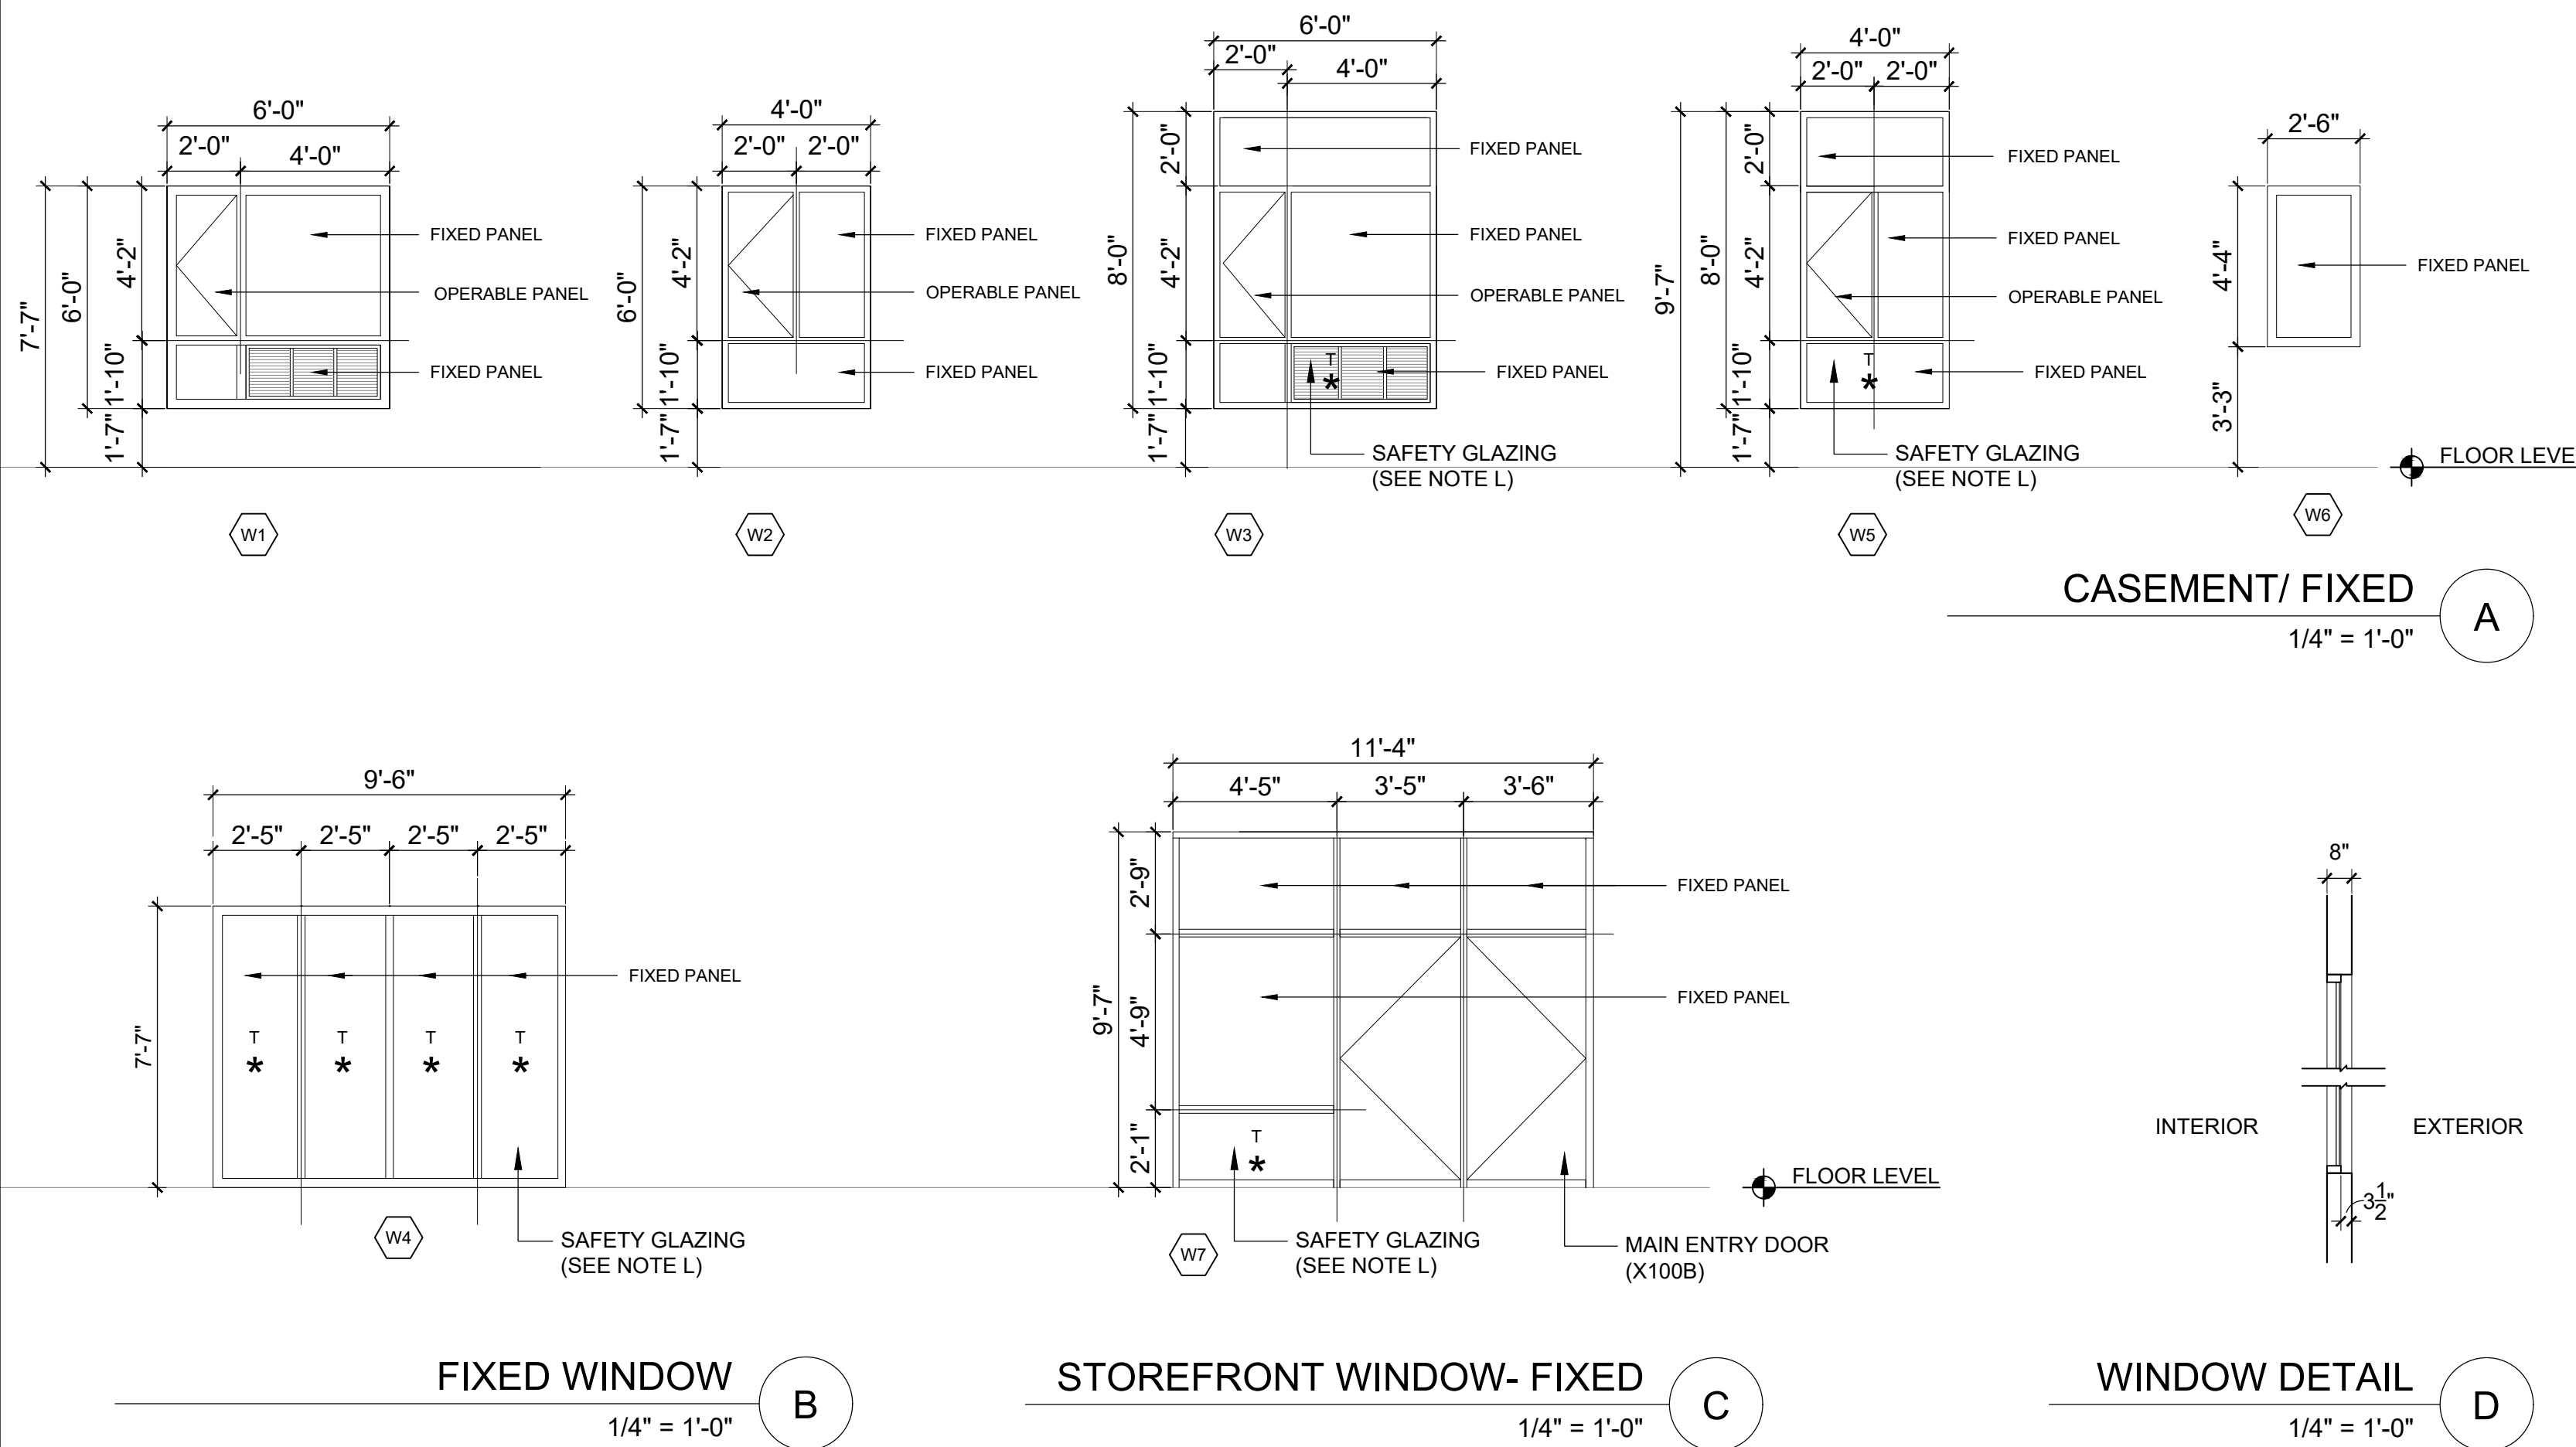 6'-0"
2'-0"
4'-0"
7'-7"
6'-0"
4'-2"
1'-10"
1'-7"
FIXED PANEL
OPERABLE PANEL
FIXED PANEL
W1
4'-0"
2'-0" 2'-0"
6'-0"
4'-2"
1'-10"
1'-7"
FIXED PANEL
OPERABLE PANEL
FIXED PANEL
W2
6'-0"
2'-0"
4'-0"
8'-0"
2'-0"
4'-2"
1'-10"
1'-7"
FIXED PANEL
FIXED PANEL
OPERABLE PANEL
T
*
FIXED PANEL
SAFETY GLAZING
(SEE NOTE L)
W3
4'-0"
2'-0" 2'-0"
9'-7"
8'-0"
2'-0"
4'-2"
1'-10"
1'-7"
FIXED PANEL
FIXED PANEL
OPERABLE PANEL
T
*
FIXED PANEL
SAFETY GLAZING
(SEE NOTE L)
W5
2'-6"
4'-4"
3'-3"
FIXED PANEL
FLOOR LEVE
W6
CASEMENT/ FIXED
A
1/4" = 1'-0"
9'-6"
2'-5" 2'-5" 2'-5" 2'-5"
7'-7"
FIXED PANEL
T T T T
* * * *
W4
SAFETY GLAZING
(SEE NOTE L)
FIXED WINDOW
B
1/4" = 1'-0"
11'-4"
4'-5" 3'-5" 3'-6"
9'-7"
2'-9"
4'-9"
2'-1"
FIXED PANEL
FIXED PANEL
T
*
FLOOR LEVEL
W7
SAFETY GLAZING
(SEE NOTE L)
MAIN ENTRY DOOR
(X100B)
STOREFRONT WINDOW- FIXED
C
1/4" = 1'-0"
8"
INTERIOR
EXTERIOR
3 1/2"
WINDOW DETAIL
D
1/4" = 1'-0"